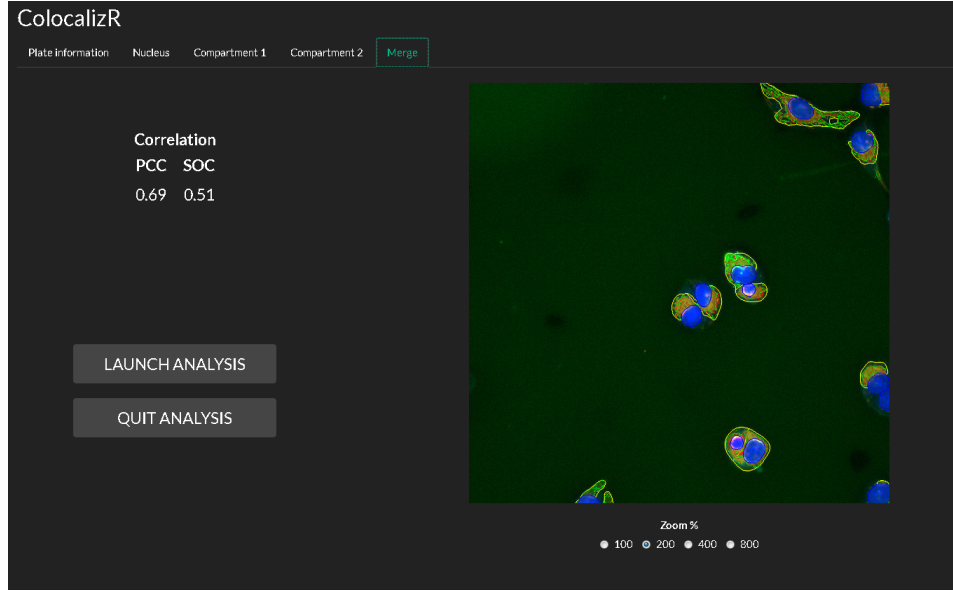 ColocalizR
Plate information Nucleus Compartment 1 Compartment 2 Merge
Correlation
PCC SOC
0.69 0.51
LAUNCH ANALYSIS
QUIT ANALYSIS
Zoom %
100 200 400 800